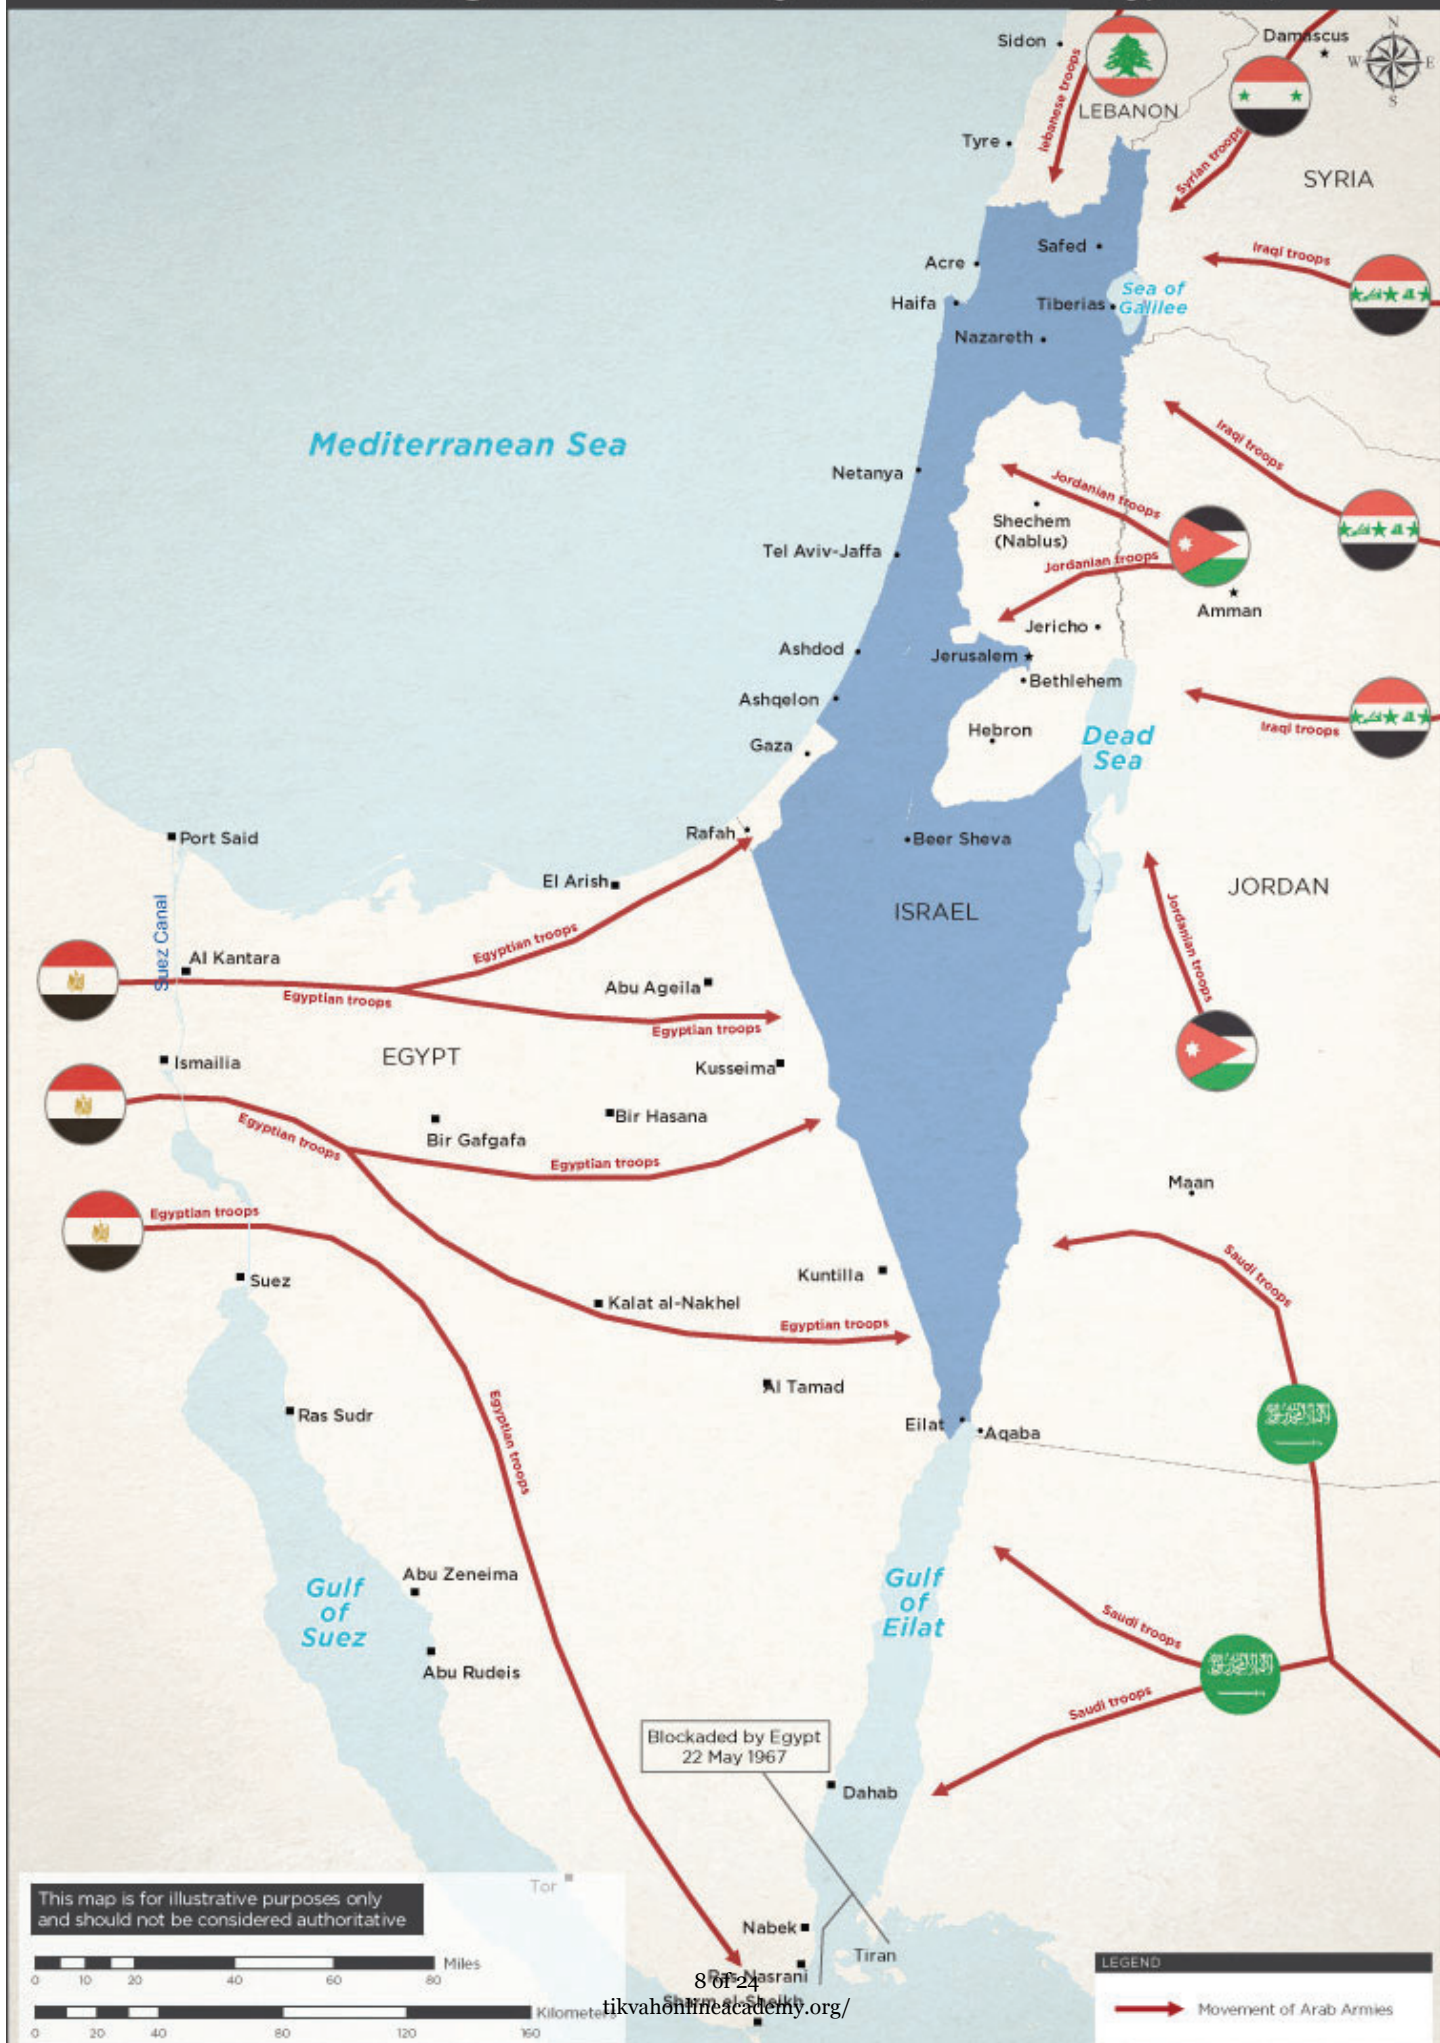 Sidon
Damascus
N
W
E
S
lebanese troops
LEBANON
Tyre
Syrian troops
SYRIA
Safed
Acre
Iraqi troops
Sea of
Galilee
Haifa
Tiberias
Nazareth
Mediterranean Sea
Iraqi troops
Netanya
Jordanian troops
Shechem
(Nablus)
Tel Aviv-Jaffa
Jordanian troops
Amman
Jericho
Ashdod
Jerusalem
Bethlehem
Ashqelon
Hebron
Iraqi troops
Gaza
Dead
Sea
Port Said
Rafah
Beer Sheva
El Arish
ISRAEL
JORDAN
Suez Canal
Egyptian troops
Jordanian troops
Al Kantara
Abu Ageila
Egyptian troops
Egyptian troops
EGYPT
Ismailia
Kusseima
Bir Hasana
Egyptian troops
Bir Gafgafa
Egyptian troops
Maan
Egyptian troops
Saudi troops
Suez
Kuntilla
Kalat al-Nakhel
Egyptian troops
Al Tamad
Ras Sudr
Egyptian troops
Eilat
Aqaba
Abu Zeneima
Gulf
of
Suez
Gulf
of
Eilat
Saudi troops
Abu Rudeis
Saudi troops
Blockaded by Egypt
22 May 1967
Dahab
Tor
This map is for illustrative purposes only
and should not be considered authoritative
Nabek
Tiran
Miles
0 10 20 40 60 80
Ras Nasrani
8 of 24
Sharm el-Sheikh
tikvahonlineacademy.org/
Kilometers
0 20 40 80 120 160
LEGEND
Movement of Arab Armies